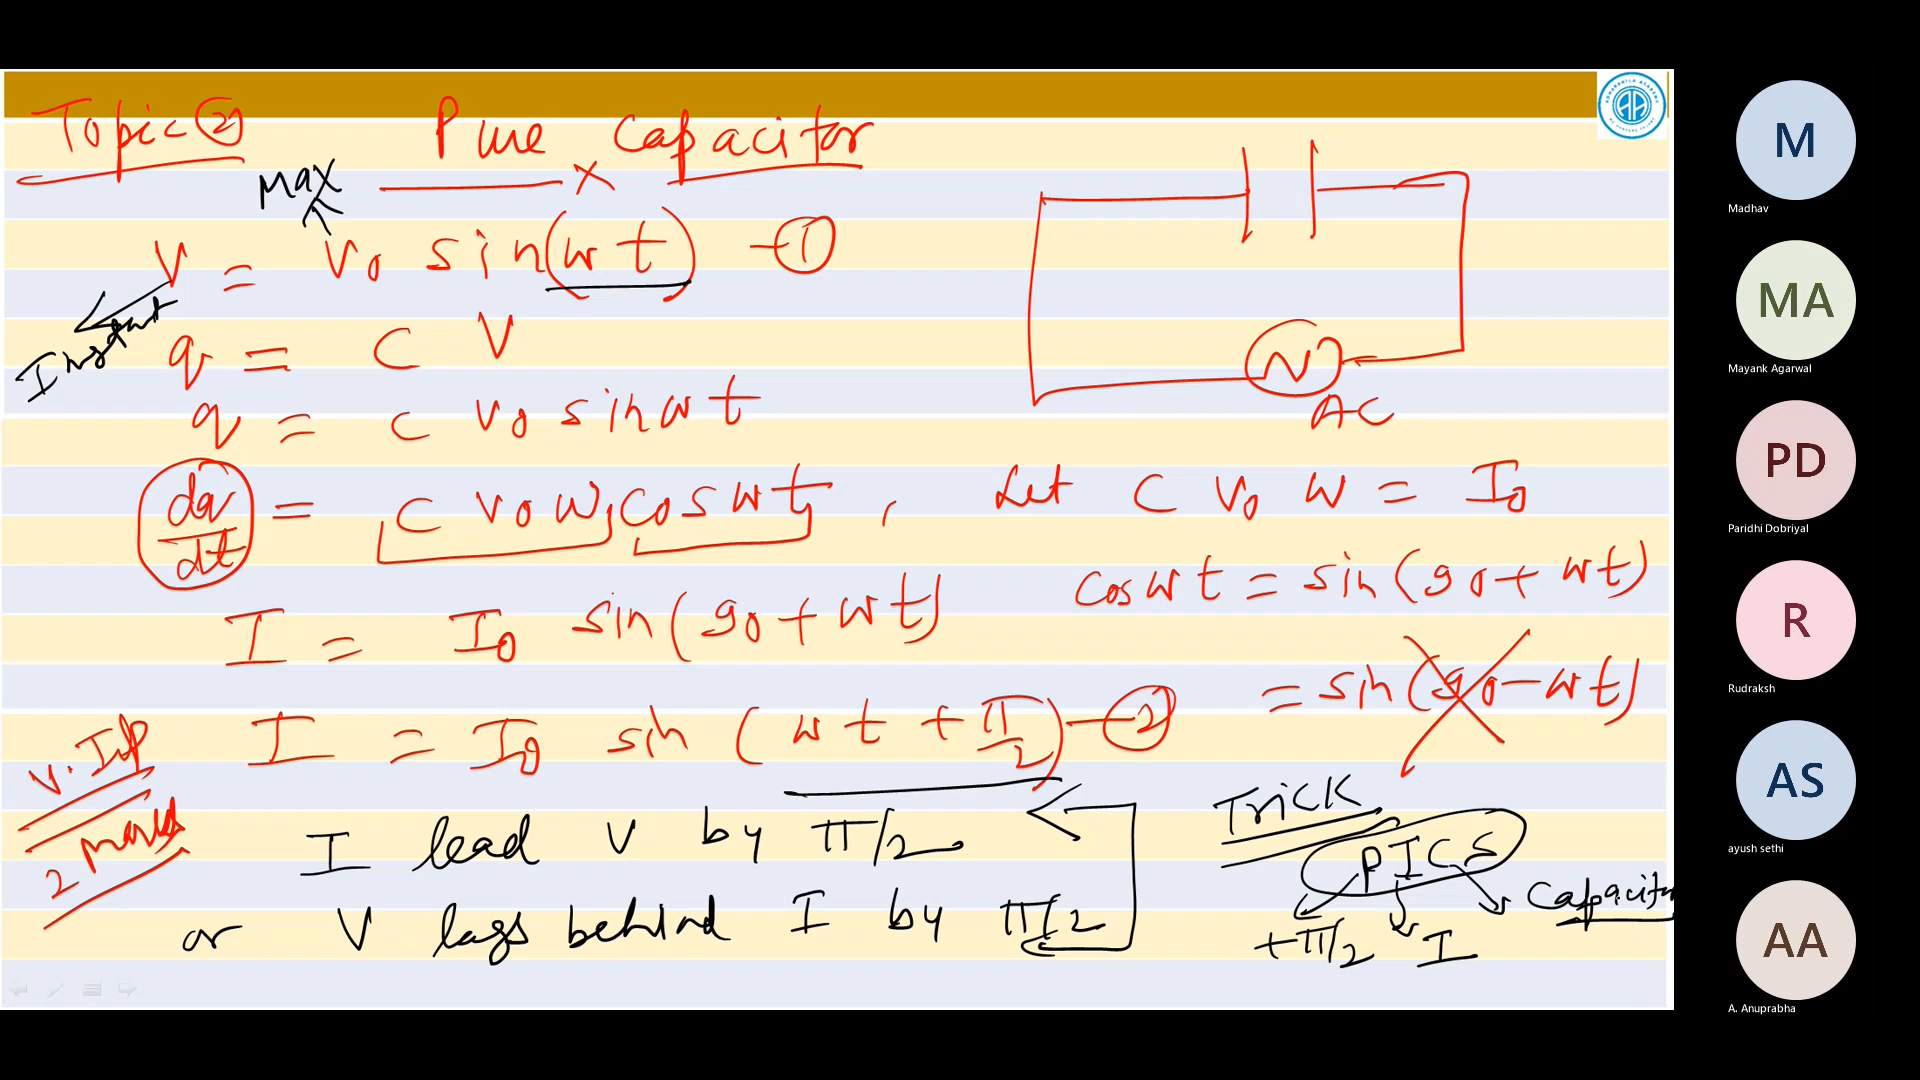 Topic ② Pure Capacitor
Max
V = V₀ sin(wt) - ①
Instant
q = C V
q = C V₀ sin wt
AC
dq/dt = C V₀ w cos wt, Let C V₀ w = I₀
I = I₀ sin(90+wt) cos wt = sin(90+wt)
= sin(90-wt)
I = I₀ sin (wt + π/2) - ②
V. Imp
2 marks
I lead V by π/2.
or V lags behind I by π/2
Trick
PICS
Capacitor
+π/2 I
M
Madhav
MA
Mayank Agarwal
PD
Paridhi Dobriyal
R
Rudraksh
AS
ayush sethi
AA
A. Anuprabha